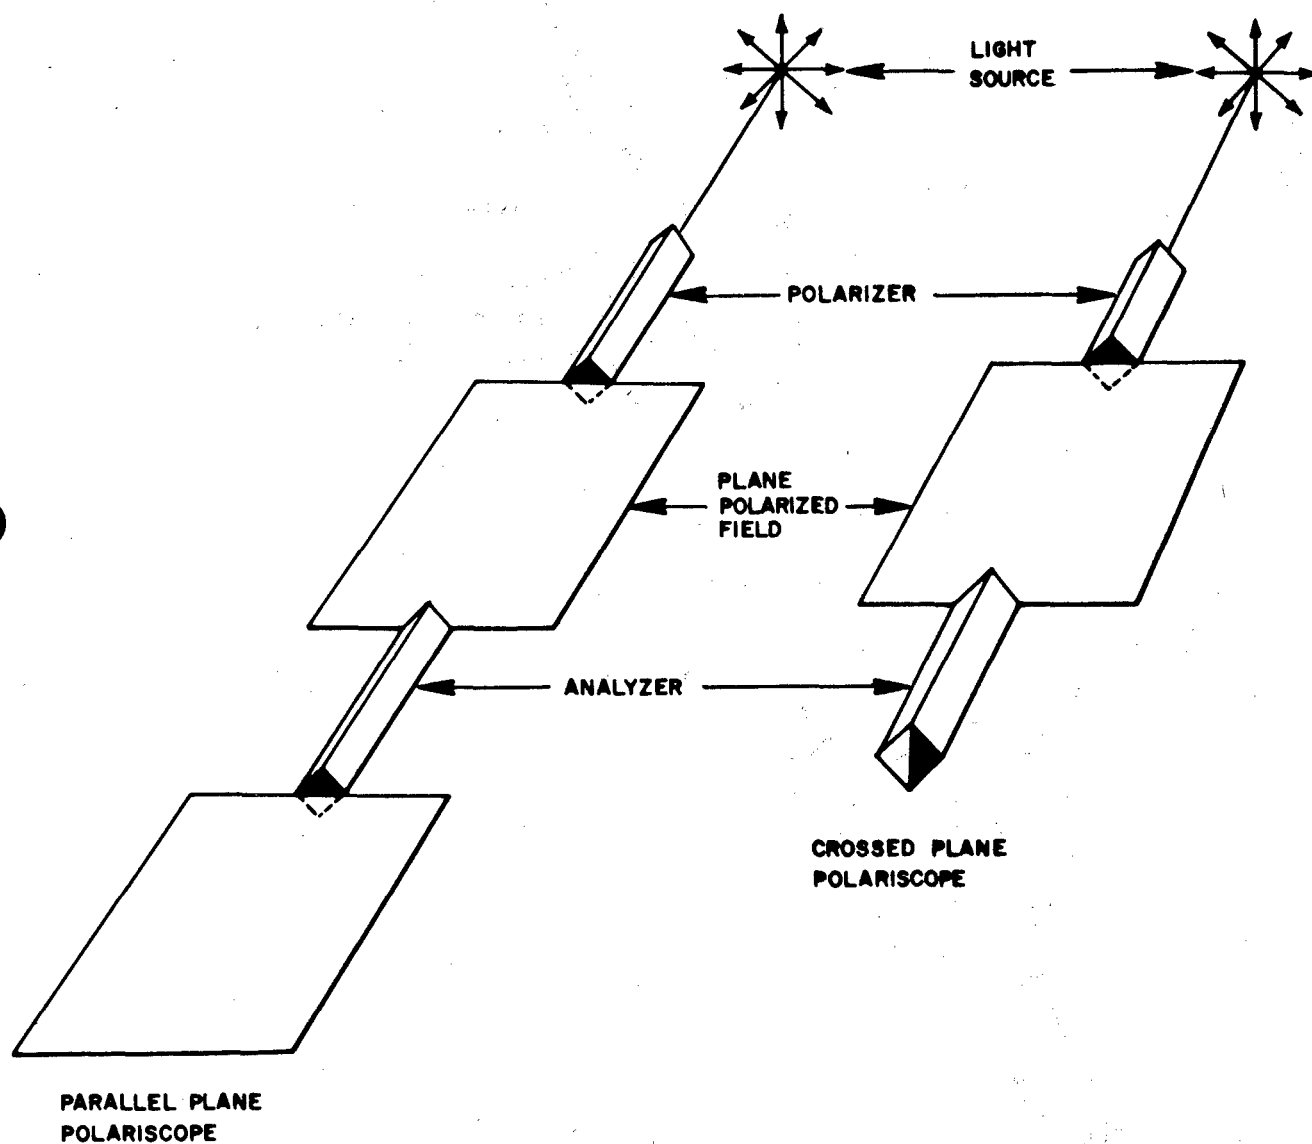 LIGHT
SOURCE
POLARIZER
PLANE
POLARIZED
FIELD
ANALYZER
CROSSED PLANE
POLARISCOPE
PARALLEL PLANE
POLARISCOPE